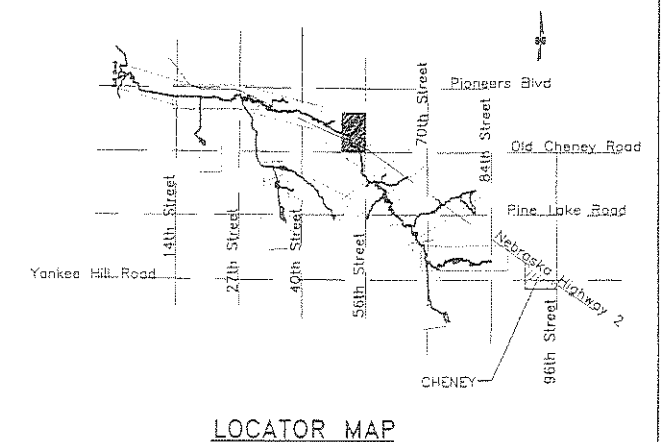 Pioneers Blvd
70th Street
84th Street
Old Cheney Road
14th Street
27th Street
40th Street
56th Street
Pine Lake Road
Yankee Hill Road
Nebraska Highway 2
96th Street
CHENEY
LOCATOR MAP